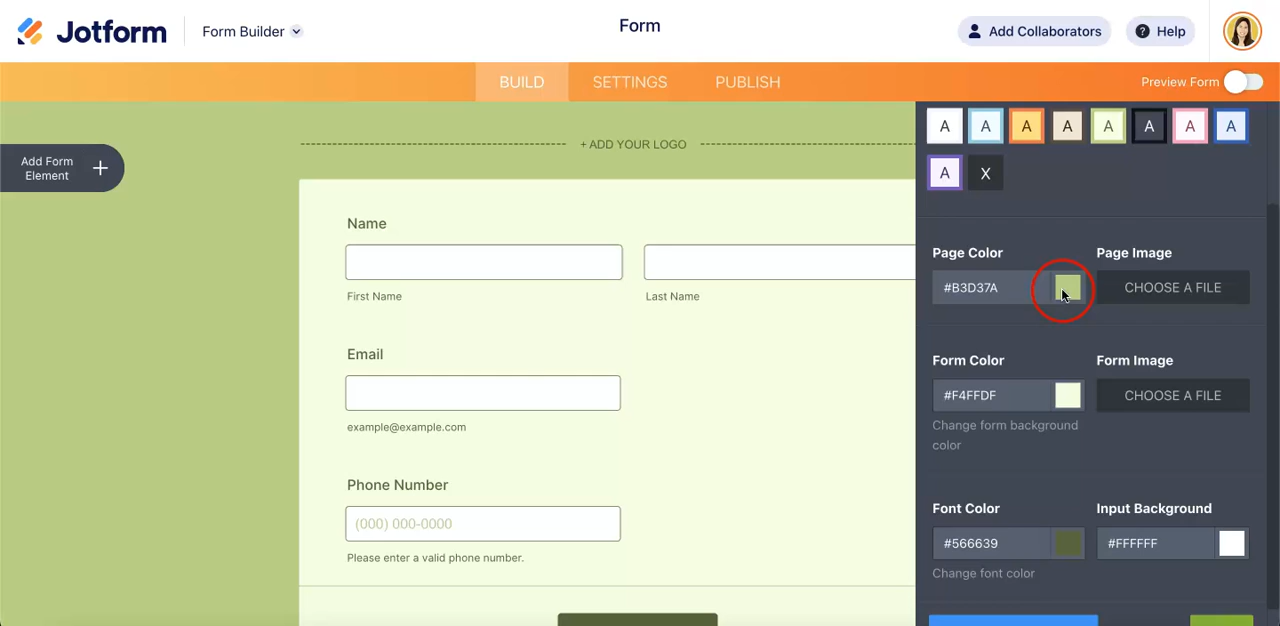 Jotform
Form Builder
Form
Add Collaborators
? Help
BUILD
SETTINGS
PUBLISH
Preview Form
Add Form
Element
+ ADD YOUR LOGO
Name
First Name
Last Name
Email
example@example.com
Phone Number
(000) 000-0000
Please enter a valid phone number.
A A A A A A A A
A X
Page Color
Page Image
#B3D37A
CHOOSE A FILE
Form Color
Form Image
#F4FFDF
CHOOSE A FILE
Change form background
color
Font Color
Input Background
#566639
#FFFFFF
Change font color